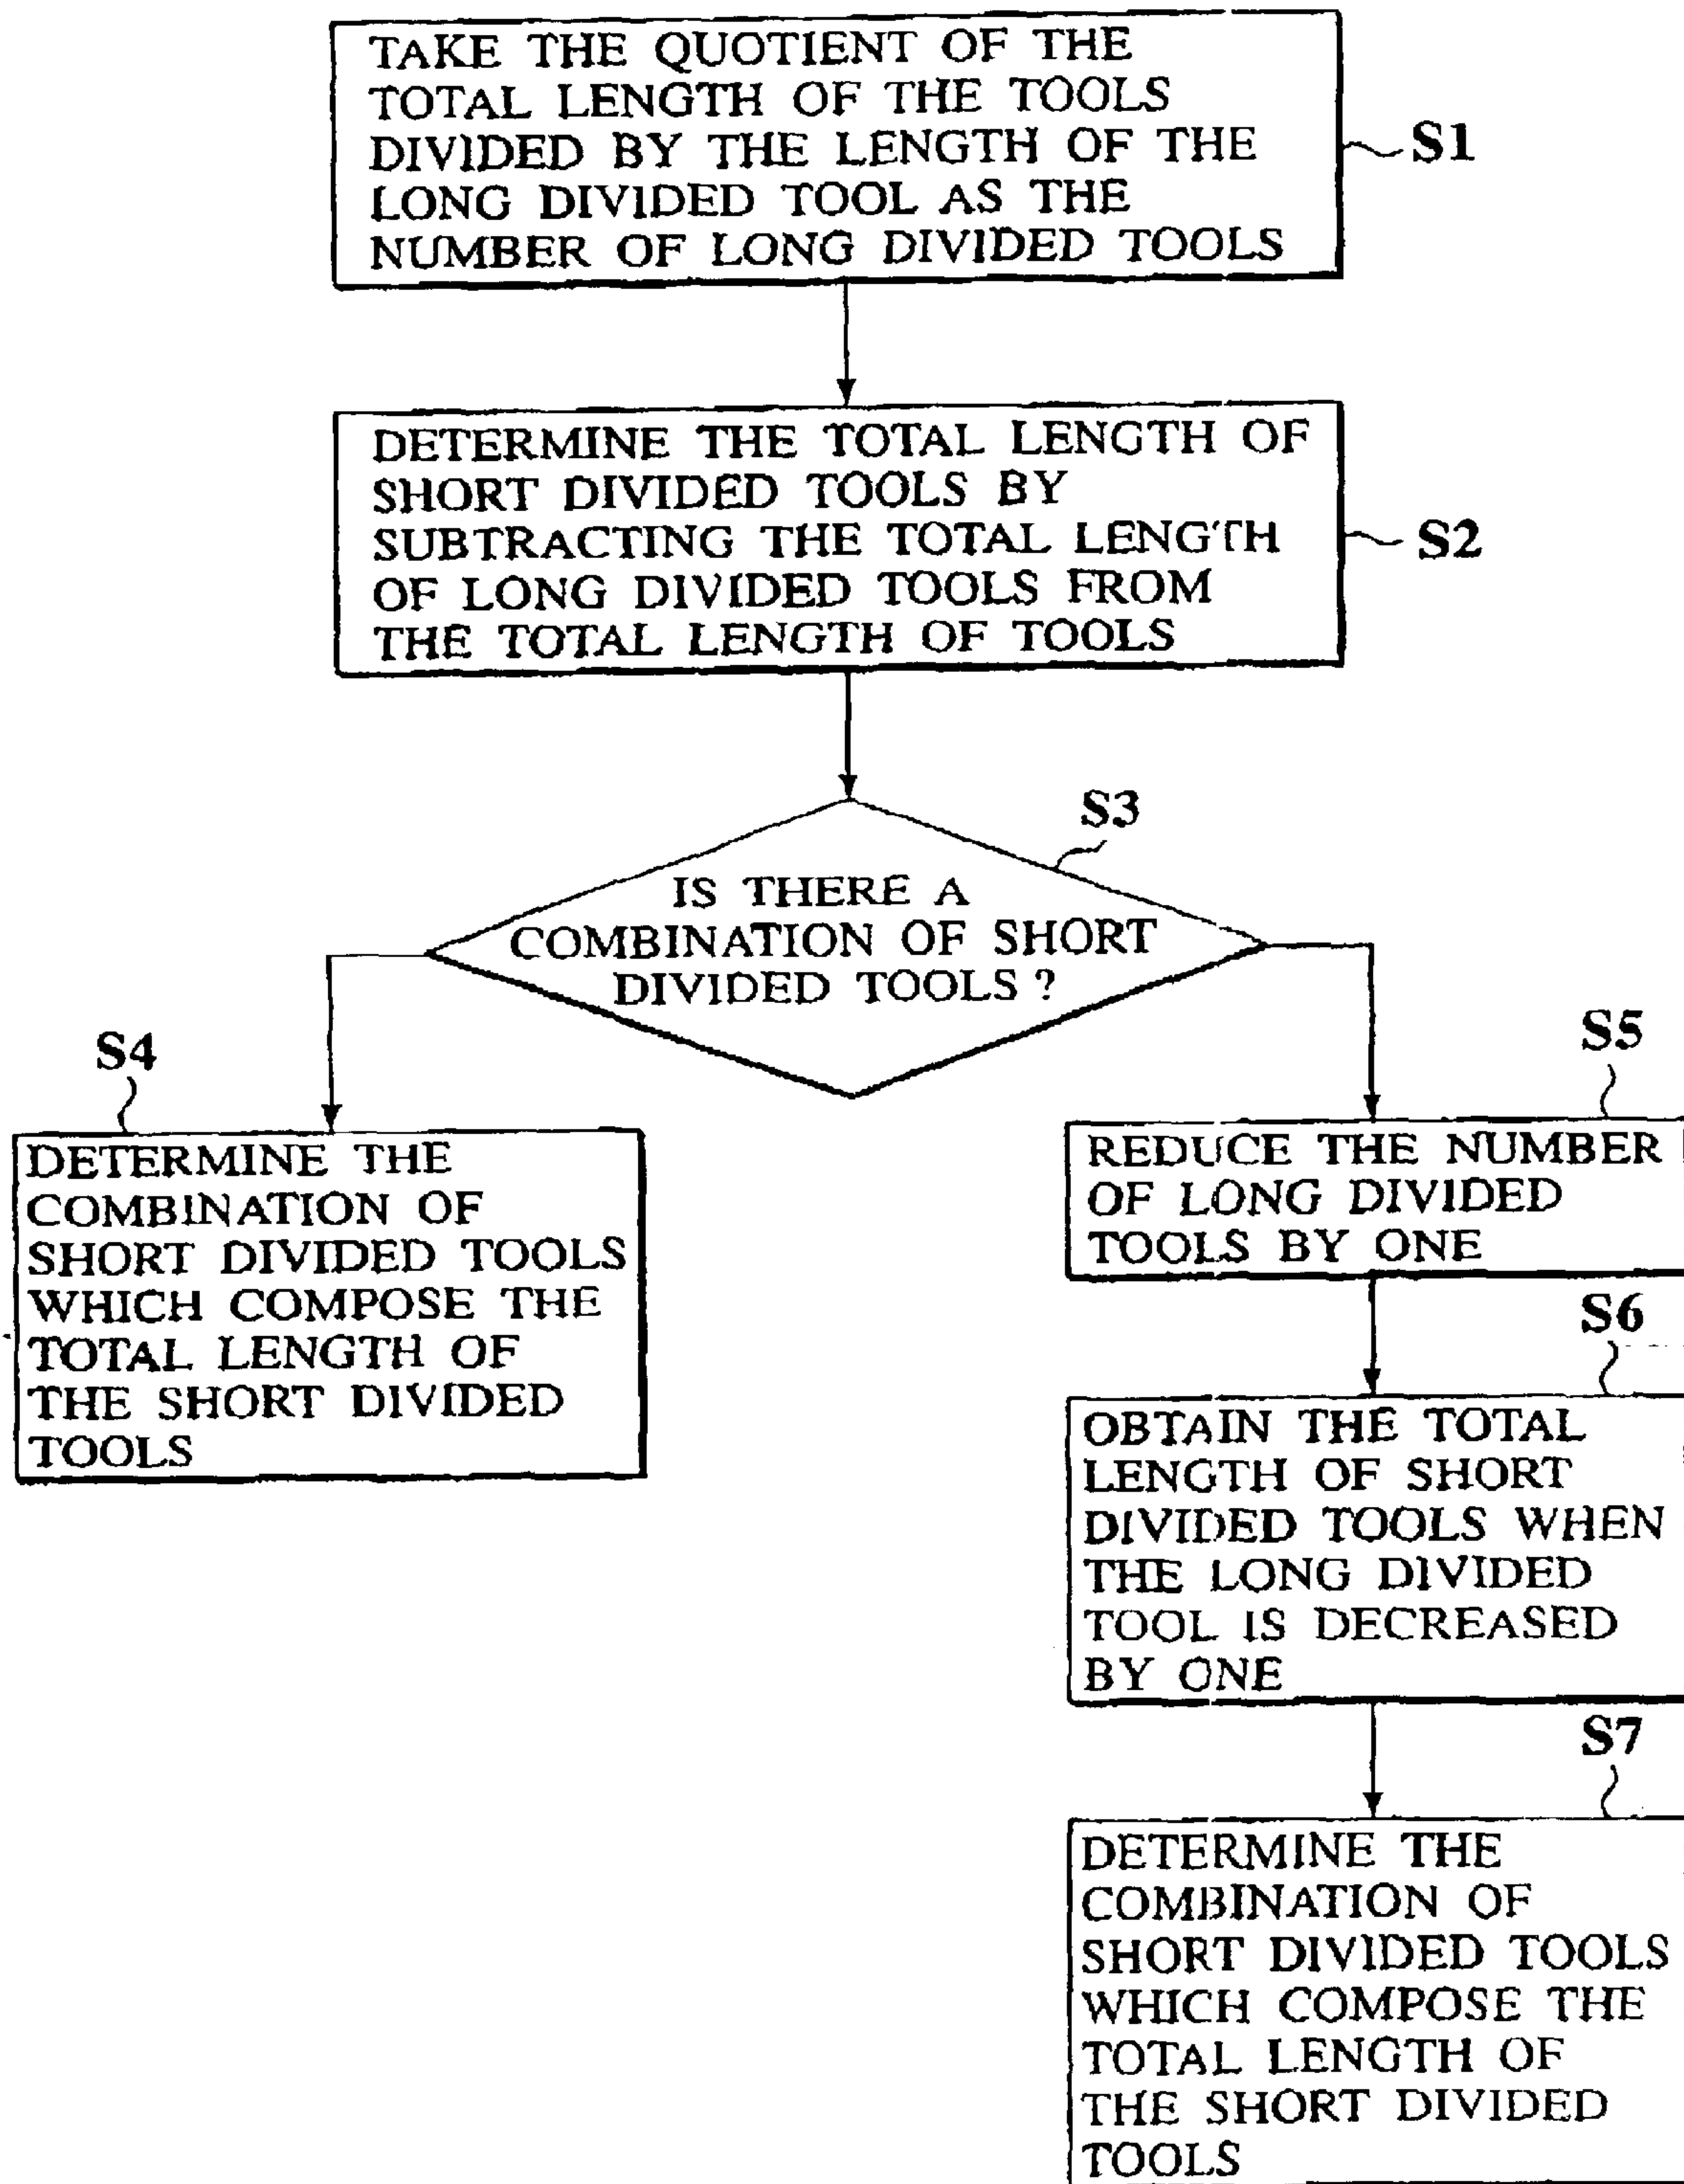 TAKE THE QUOTIENT OF THE
TOTAL LENGTH OF THE TOOLS
DIVIDED BY THE LENGTH OF THE
LONG DIVIDED TOOL AS THE
NUMBER OF LONG DIVIDED TOOLS
S1
DETERMINE THE TOTAL LENGTH OF
SHORT DIVIDED TOOLS BY
SUBTRACTING THE TOTAL LENGTH
OF LONG DIVIDED TOOLS FROM
THE TOTAL LENGTH OF TOOLS
S2
S3
IS THERE A
COMBINATION OF SHORT
DIVIDED TOOLS ?
S4
DETERMINE THE
COMBINATION OF
SHORT DIVIDED TOOLS
WHICH COMPOSE THE
TOTAL LENGTH OF
THE SHORT DIVIDED
TOOLS
S5
REDUCE THE NUMBER
OF LONG DIVIDED
TOOLS BY ONE
S6
OBTAIN THE TOTAL
LENGTH OF SHORT
DIVIDED TOOLS WHEN
THE LONG DIVIDED
TOOL IS DECREASED
BY ONE
S7
DETERMINE THE
COMBINATION OF
SHORT DIVIDED TOOLS
WHICH COMPOSE THE
TOTAL LENGTH OF
THE SHORT DIVIDED
TOOLS